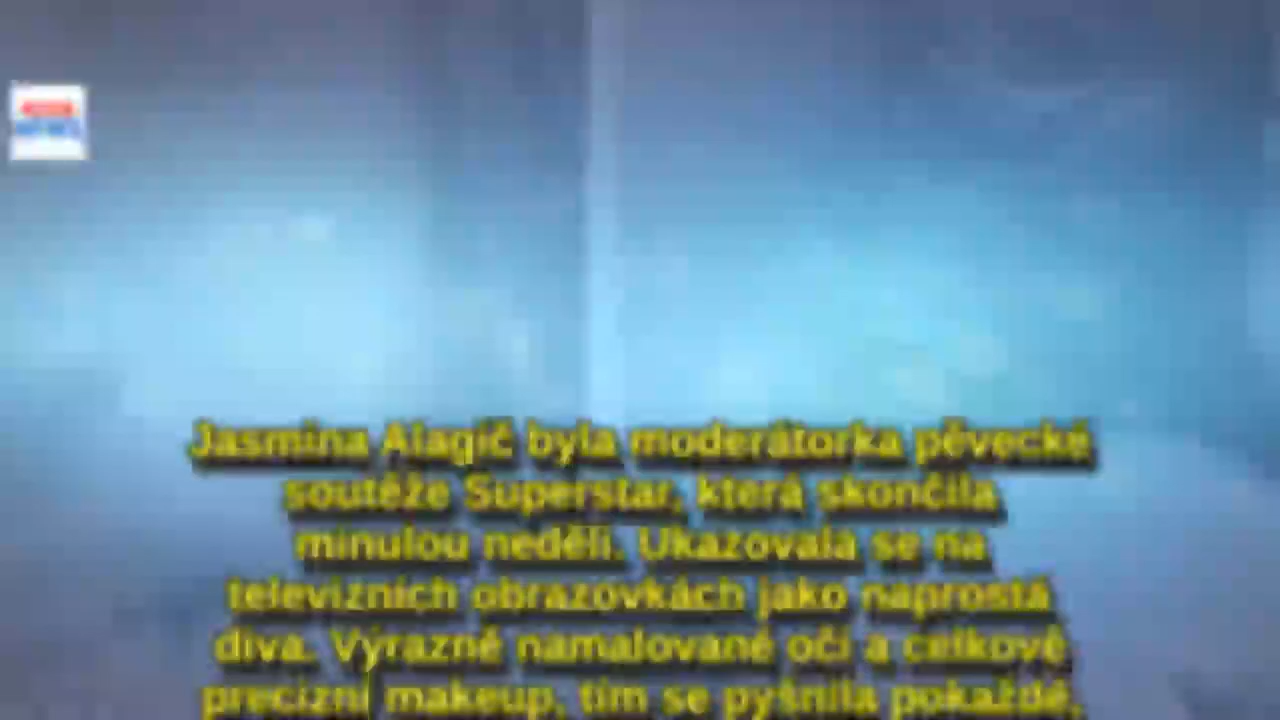 Jasmina Alagič byla moderátorka pěvecké
soutěže Superstar, která skončila
minulou neděli. Ukazovala se na
televizních obrazovkách jako naprostá
diva. Výrazně namalované oči a celkově
precizní makeup, tím se pyšnila pokaždé,